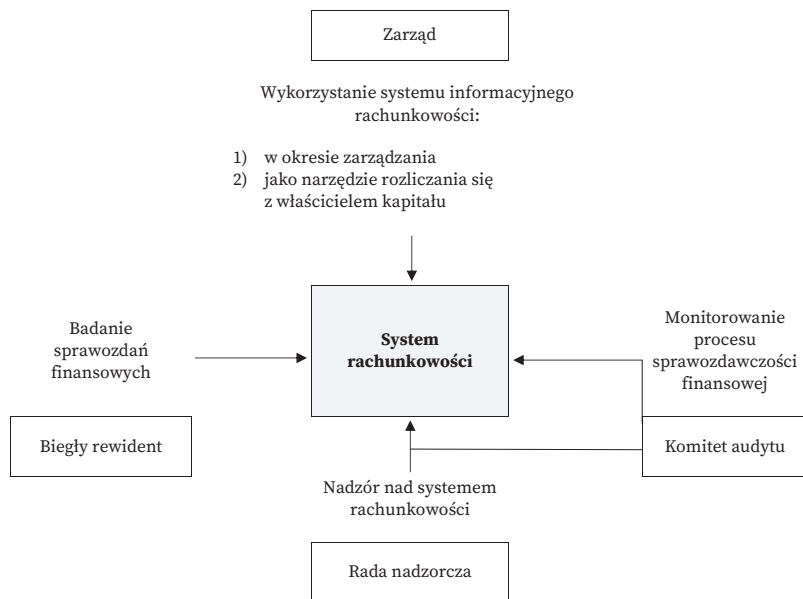 Zarząd
Wykorzystanie systemu informacyjnego
rachunkowości:
1) w okresie zarządzania
2) jako narzędzie rozliczania się
z właścicielem kapitału
Badanie
sprawozdań
finansowych
System
rachunkowości
Monitorowanie
procesu
sprawozdawczości
finansowej
Biegły rewident
Komitet audytu
Nadzór nad systemem
rachunkowości
Rada nadzorcza